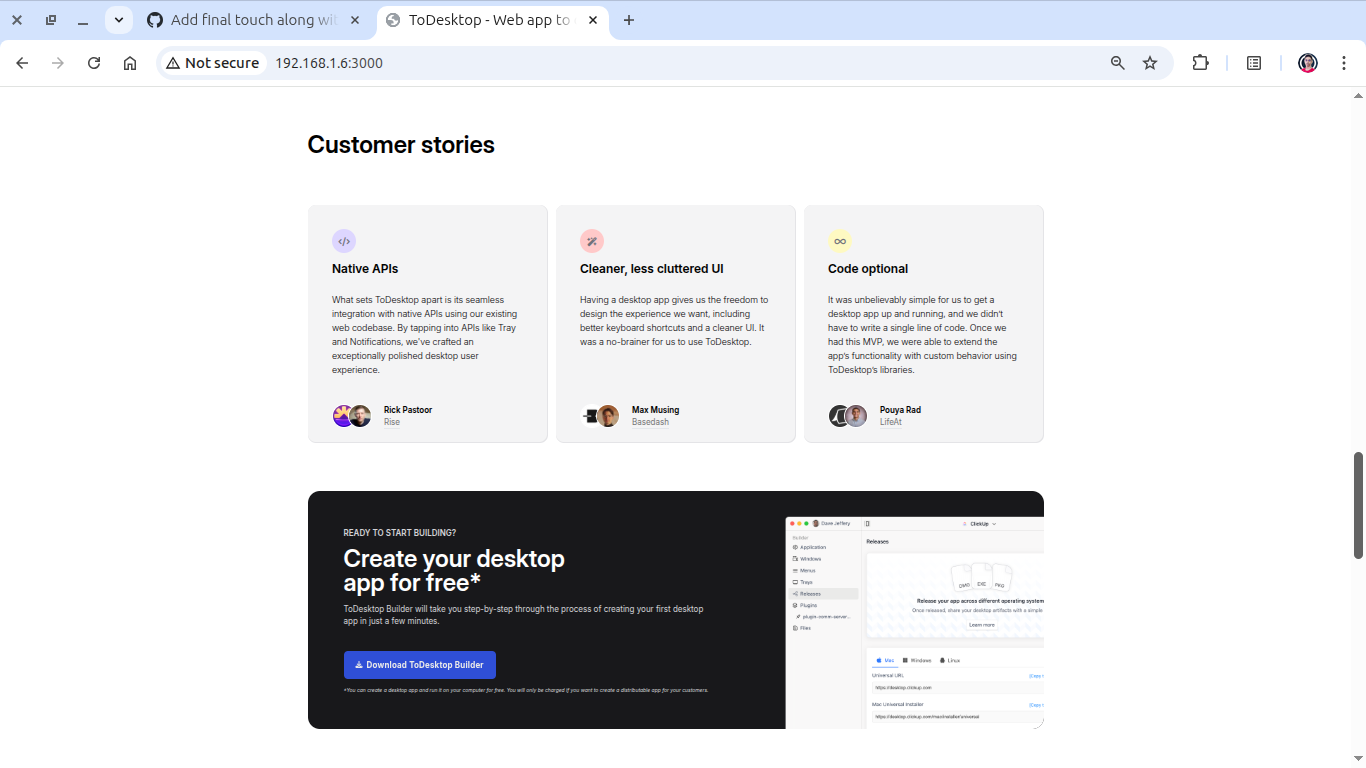 Add final touch along wit
ToDesktop - Web app to
Not secure
192.168.1.6:3000
Customer stories
</>
Native APIs
What sets ToDesktop apart is its seamless
integration with native APIs using our existing
web codebase. By tapping into APIs like Tray
and Notifications, we've crafted an
exceptionally polished desktop user
experience.
Rick Pastoor
Rise
Cleaner, less cluttered UI
Having a desktop app gives us the freedom to
design the experience we want, including
better keyboard shortcuts and a cleaner UI. It
was a no-brainer for us to use ToDesktop.
Max Musing
Basedash
Code optional
It was unbelievably simple for us to get a
desktop app up and running, and we didn't
have to write a single line of code. Once we
had this MVP, we were able to extend the
app's functionality with custom behavior using
ToDesktop's libraries.
Pouya Rad
LifeAt
READY TO START BUILDING?
Create your desktop
app for free*
ToDesktop Builder will take you step-by-step through the process of creating your first desktop
app in just a few minutes.
Download ToDesktop Builder
*You can create a desktop app and run it on your computer for free. You will only be charged if you want to create a distributable app for your customers.
Dave Jeffery
ClickUp
Builder
Application
Windows
Menus
Trays
Releases
Plugins
plugin-comm-server...
Files
Releases
DMG
EXE
PKG
Release your app across different operating system
Once released, share your desktop artifacts with a simple
Learn more
Mac
Windows
Linux
Universal URL
(Copy
https://desktop.clickup.com
Mac Universal Installer
(Copy
https://desktop.clickup.com/mac/installer/universal